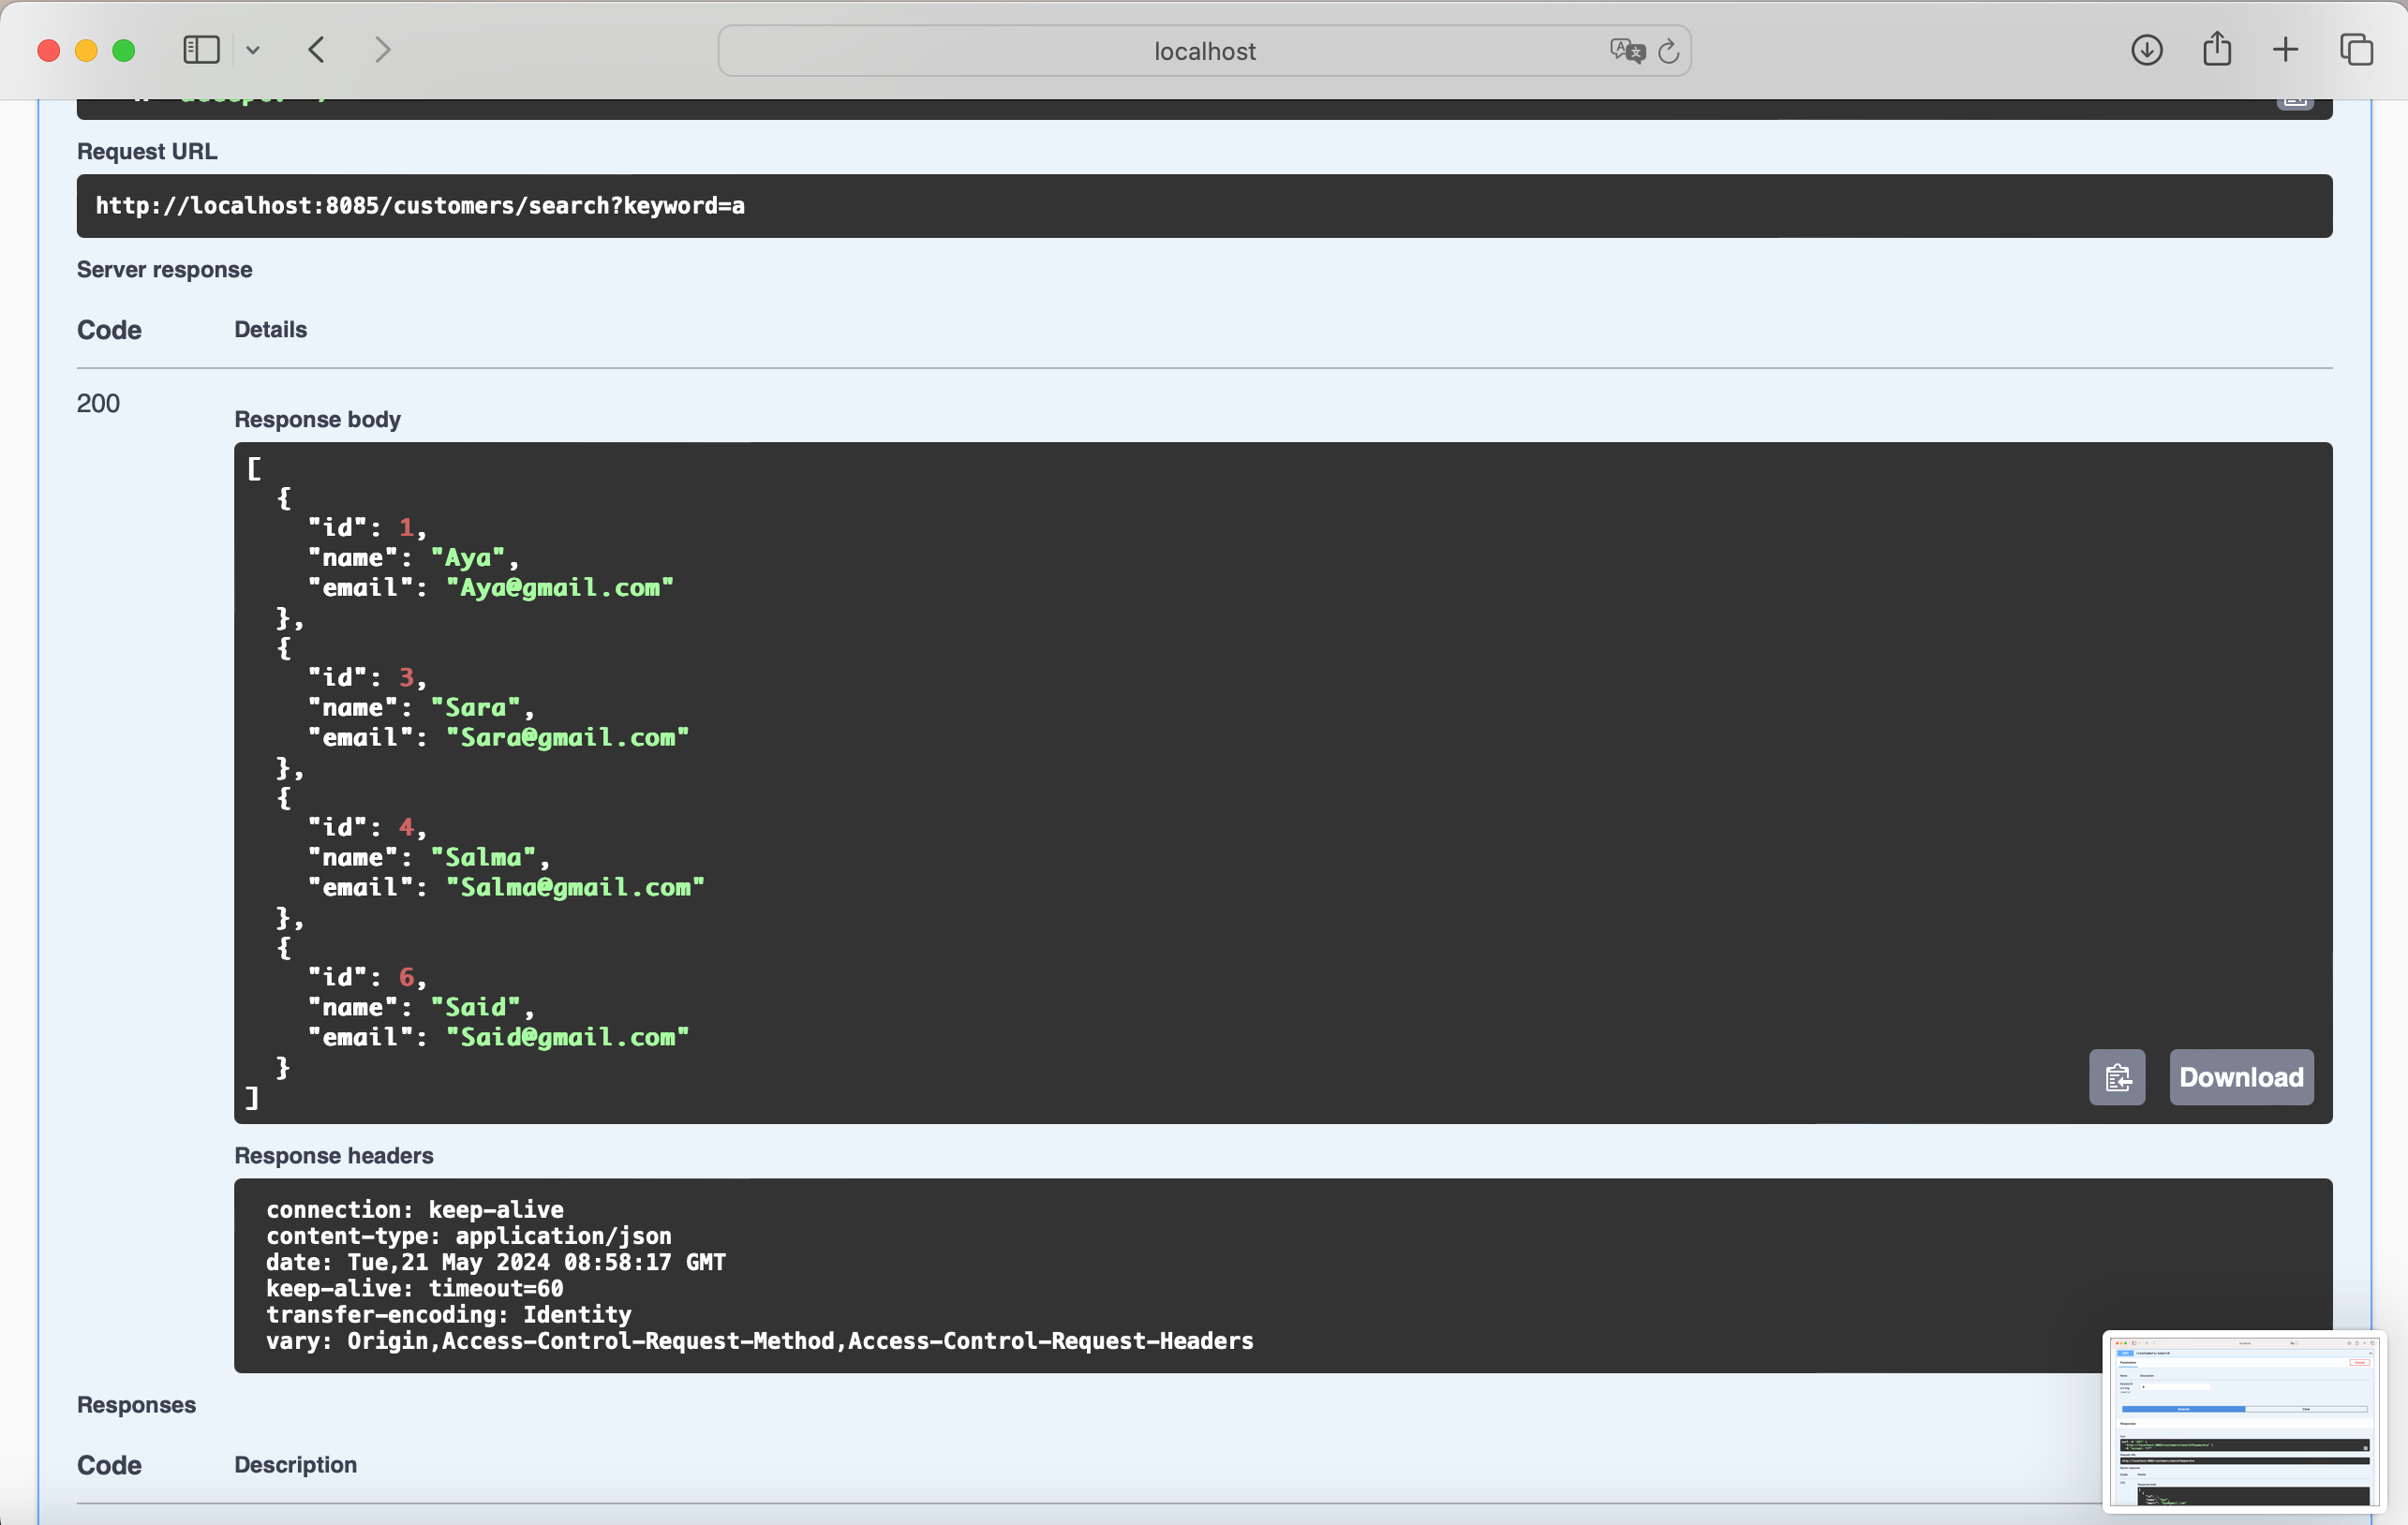 localhost
Request URL
http://localhost:8085/customers/search?keyword=a
Server response
Code Details
200
Response body
[
{
"id": 1,
"name": "Aya",
"email": "Aya@gmail.com"
},
{
"id": 3,
"name": "Sara",
"email": "Sara@gmail.com"
},
{
"id": 4,
"name": "Salma",
"email": "Salma@gmail.com"
},
{
"id": 6,
"name": "Said",
"email": "Said@gmail.com"
}
]
Download
Response headers
connection: keep-alive
content-type: application/json
date: Tue,21 May 2024 08:58:17 GMT
keep-alive: timeout=60
transfer-encoding: Identity
vary: Origin,Access-Control-Request-Method,Access-Control-Request-Headers
Responses
Code Description